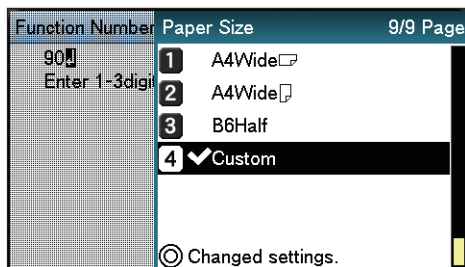 Function Number
90
Enter 1-3digi
Paper Size 9/9 Page
1 A4Wide
2 A4Wide
3 B6Half
4 Custom
Changed settings.